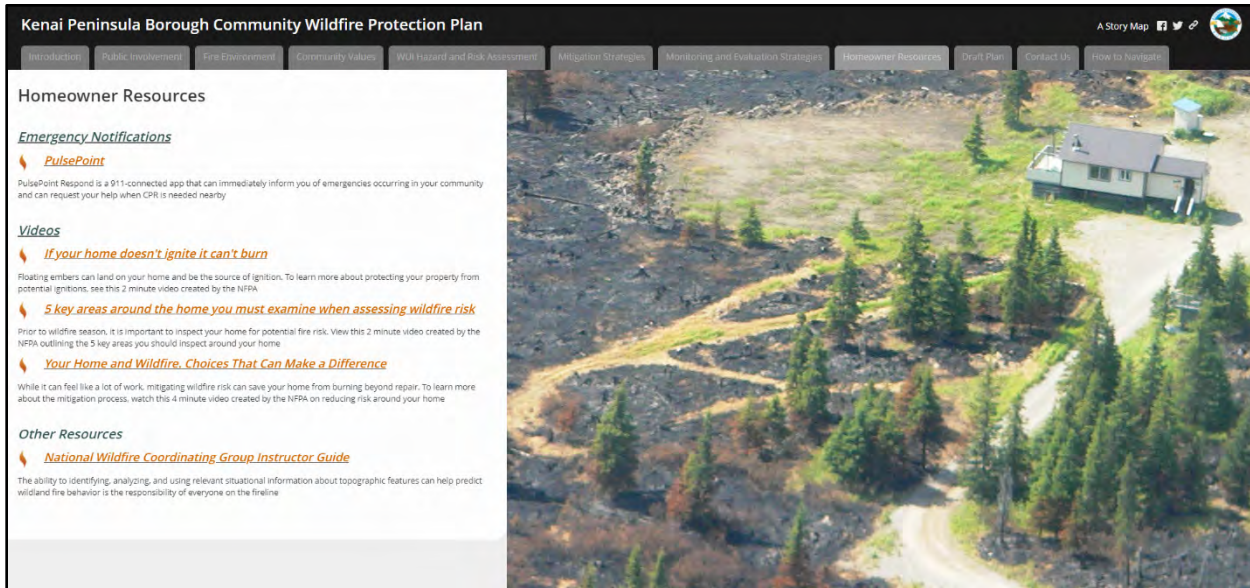 Kenai Peninsula Borough Community Wildfire Protection Plan
A Story Map
Introduction
Public Involvement
Fire Environment
Community Values
WUI Hazard and Risk Assessment
Mitigation Strategies
Monitoring and Evaluation Strategies
Homeowner Resources
Draft Plan
Contact Us
How to Navigate
Homeowner Resources
Emergency Notifications
PulsePoint
PulsePoint Respond is a 911-connected app that can immediately inform you of emergencies occurring in your community
and can request your help when CPR is needed nearby
Videos
If your home doesn't ignite it can't burn
Floating embers can land on your home and be the source of ignition. To learn more about protecting your property from
potential ignitions, see this 2 minute video created by the NFPA
5 key areas around the home you must examine when assessing wildfire risk
Prior to wildfire season, it is important to inspect your home for potential fire risk. View this 2 minute video created by the
NFPA outlining the 5 key areas you should inspect around your home
Your Home and Wildfire, Choices That Can Make a Difference
While it can feel like a lot of work, mitigating wildfire risk can save your home from burning beyond repair. To learn more
about the mitigation process, watch this 4 minute video created by the NFPA on reducing risk around your home
Other Resources
National Wildfire Coordinating Group Instructor Guide
The ability to identifying, analyzing, and using relevant situational information about topographic features can help predict
wildland fire behavior is the responsibility of everyone on the fireline